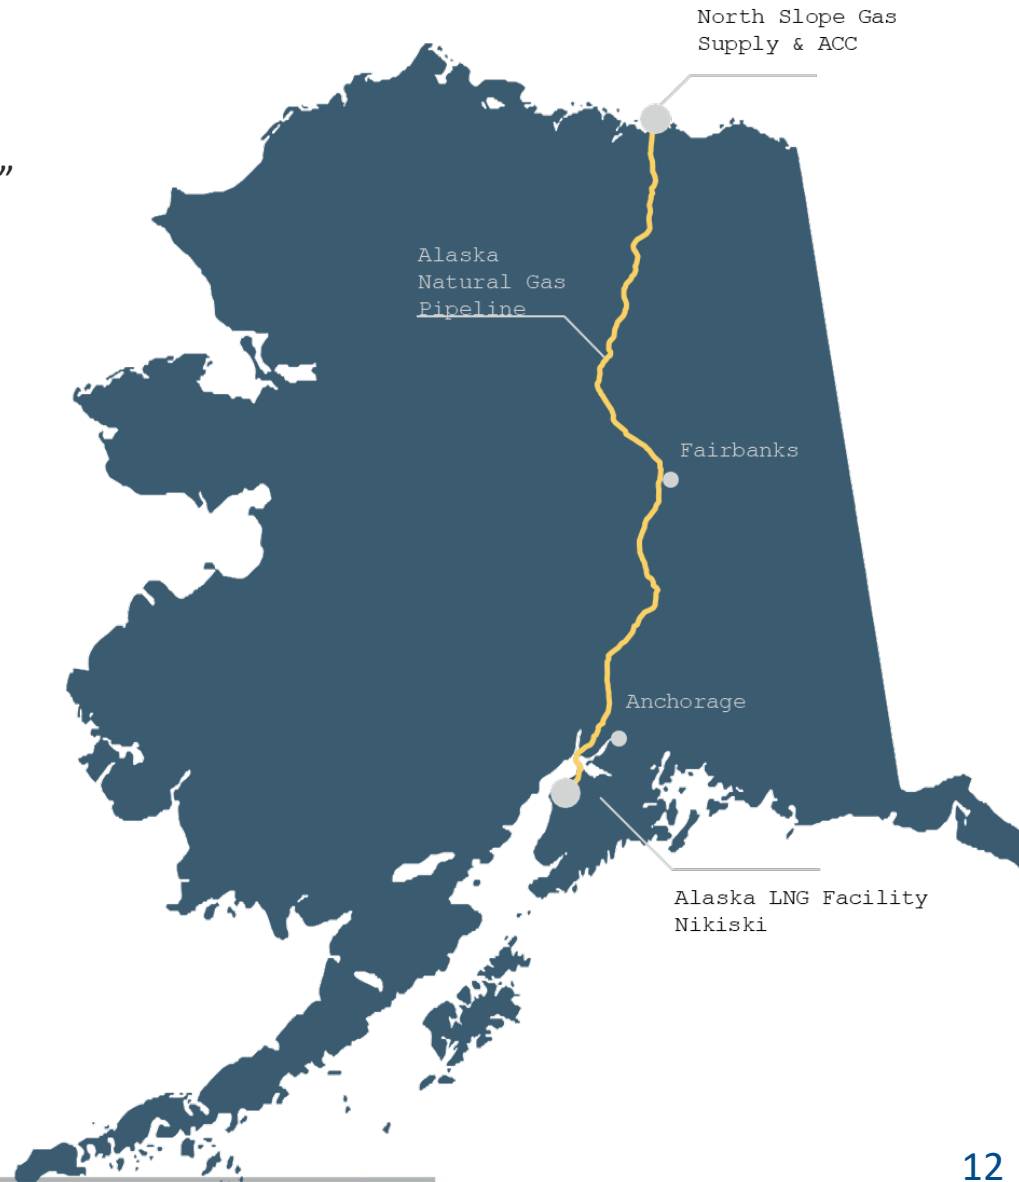 North Slope Gas
Supply & ACC
”
Alaska
Natural Gas
Pipeline
Fairbanks
Anchorage
Alaska LNG Facility
Nikiski
12